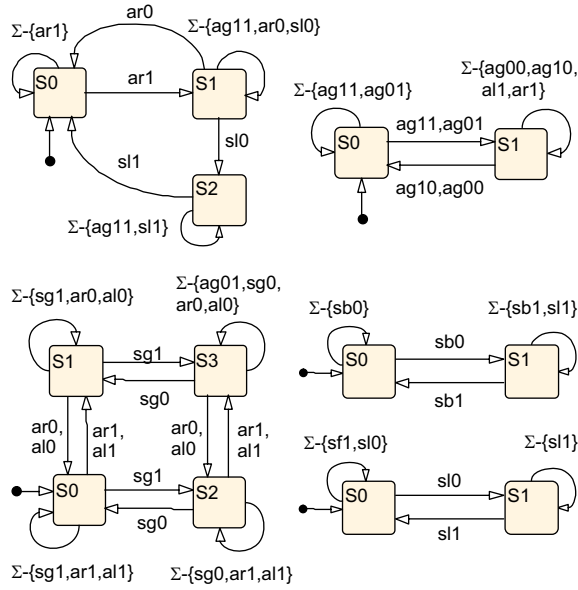 ar0
Σ-{ar1}
Σ-{ag11,ar0,sl0}
S0
ar1
S1
sl0
sl1
S2
Σ-{ag11,sl1}
Σ-{ag00,ag10,
al1,ar1}
Σ-{ag11,ag01}
ag11,ag01
S0
S1
ag10,ag00
Σ-{sg1,ar0,al0}
Σ-{ag01,sg0,
ar0,al0}
S1
sg1
S3
sg0
ar0,
al0
ar1,
al1
ar0,
al0
ar1,
al1
S0
sg1
S2
sg0
Σ-{sg1,ar1,al1}
Σ-{sg0,ar1,al1}
Σ-{sb0}
Σ-{sb1,sl1}
S0
sb0
S1
sb1
Σ-{sf1,sl0}
Σ-{sl1}
S0
sl0
S1
sl1